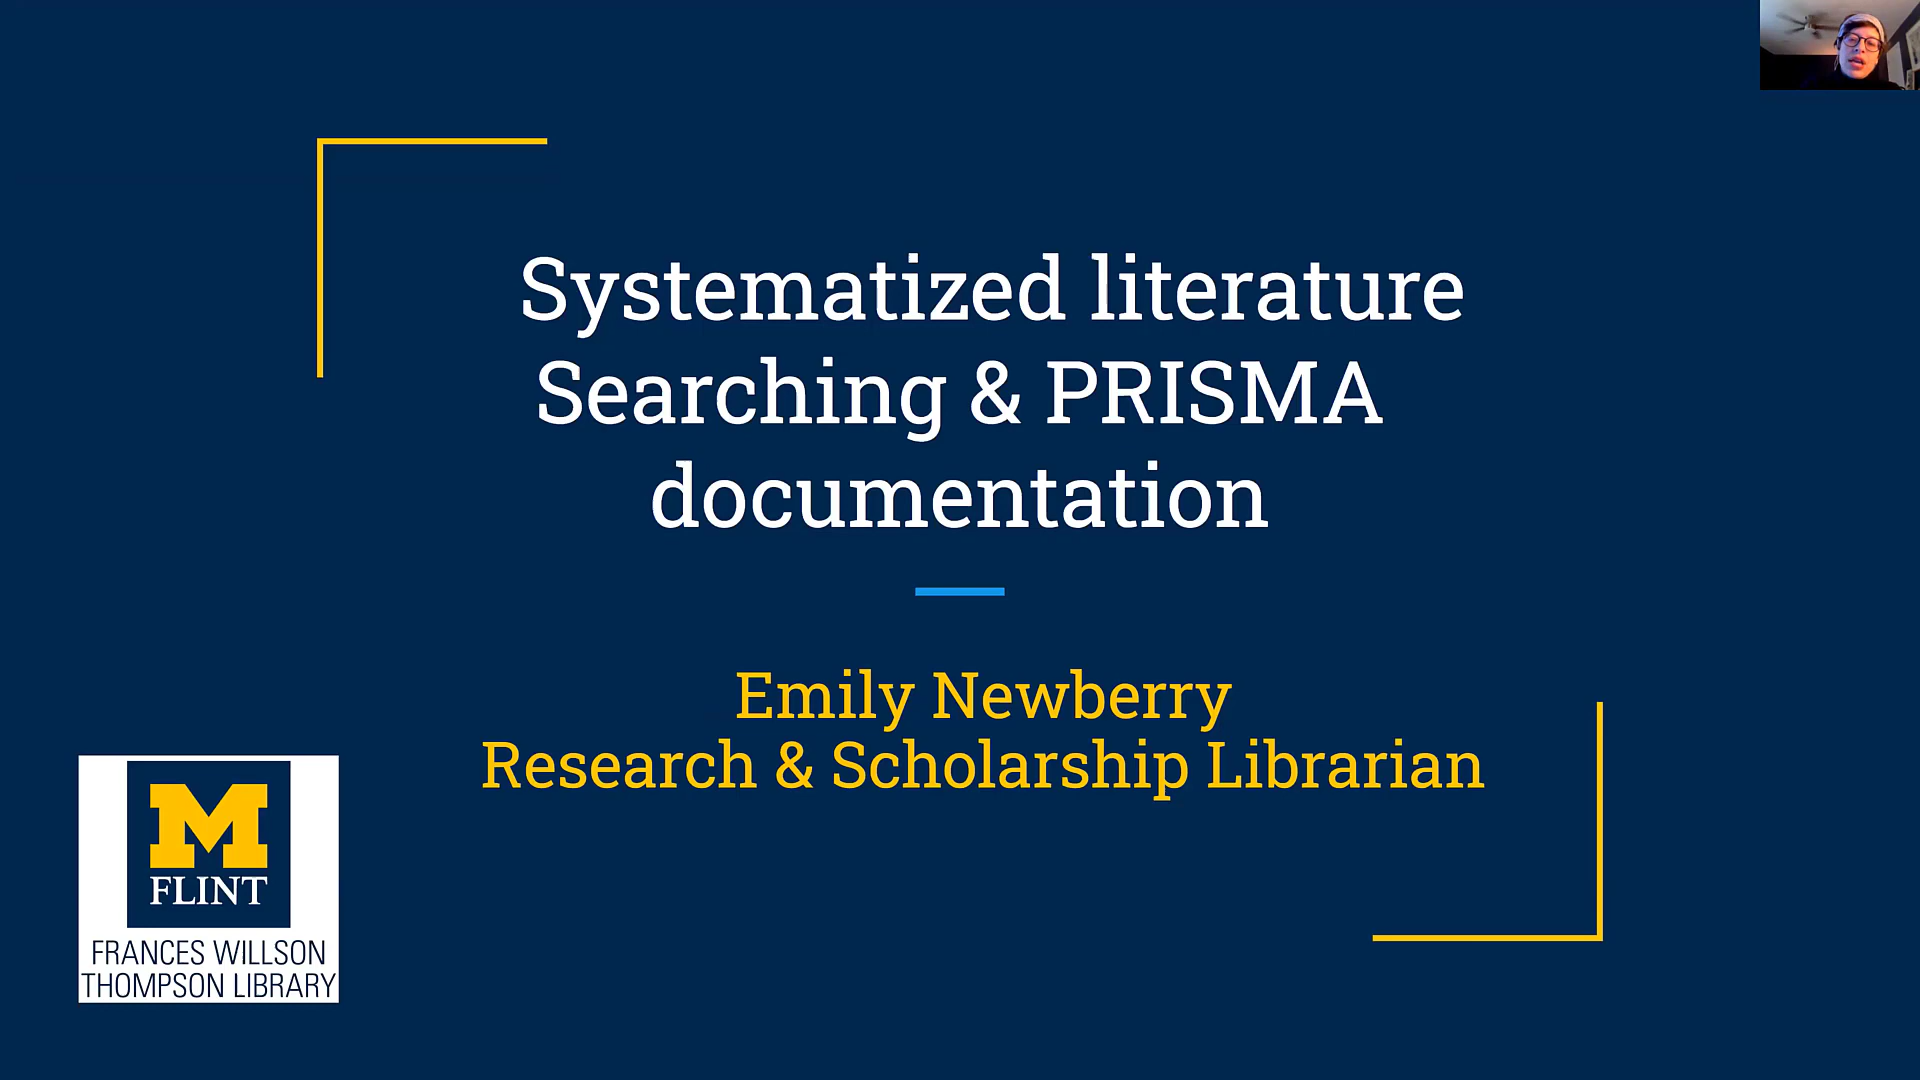 Systematized literature
Searching & PRISMA
documentation
Emily Newberry
Research & Scholarship Librarian
M
FLINT
FRANCES WILLSON
THOMPSON LIBRARY